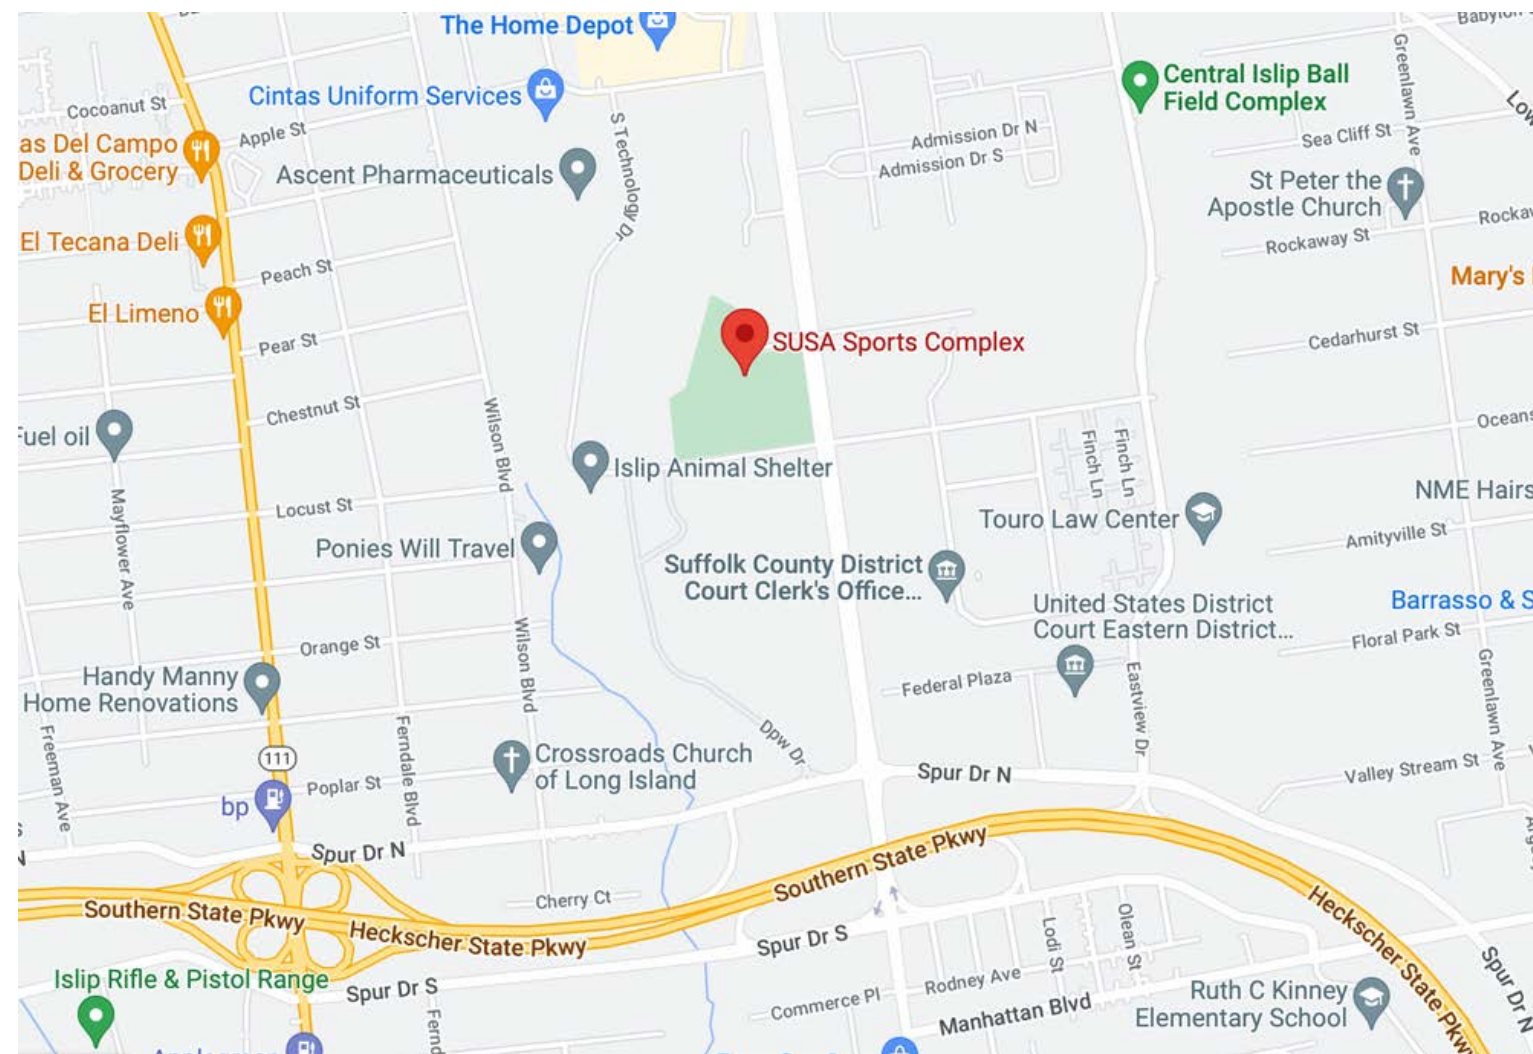 The Home Depot
Babylon
Cintas Uniform Services
Central Islip Ball
Field Complex
Greenlawn Ave
Cocoanut St
Apple St
S Technology Dr
Admission Dr N
Admission Dr S
Sea Cliff St
as Del Campo
Deli & Grocery
Ascent Pharmaceuticals
St Peter the
Apostle Church
El Tecana Deli
Rockaway St
Peach St
Mary's
El Limeno
Pear St
SUSA Sports Complex
Cedarhurst St
Chestnut St
Wilson Blvd
Fuel oil
Finch Ln
Finch Ln
Islip Animal Shelter
NME Hairs
Mayflower Ave
Locust St
Touro Law Center
Amityville St
Ponies Will Travel
Suffolk County District
Court Clerk's Office...
United States District
Court Eastern District...
Barrasso & S
Floral Park St
Orange St
Wilson Blvd
Handy Manny
Home Renovations
Federal Plaza
Eastview Dr
Greenlawn Ave
Freeman Ave
Ferndale Blvd
Dpw Dr
111
Crossroads Church
of Long Island
Spur Dr N
Valley Stream St
Poplar St
bp
Spur Dr N
Southern State Pkwy
Cherry Ct
Southern State Pkwy
Heckscher State Pkwy
Heckscher State Pkwy
Spur Dr S
Lodi St
Olean St
Islip Rifle & Pistol Range
Spur Dr S
Rodney Ave
Commerce Pl
Manhattan Blvd
Ruth C Kinney
Elementary School
Spur Dr N
Fernd